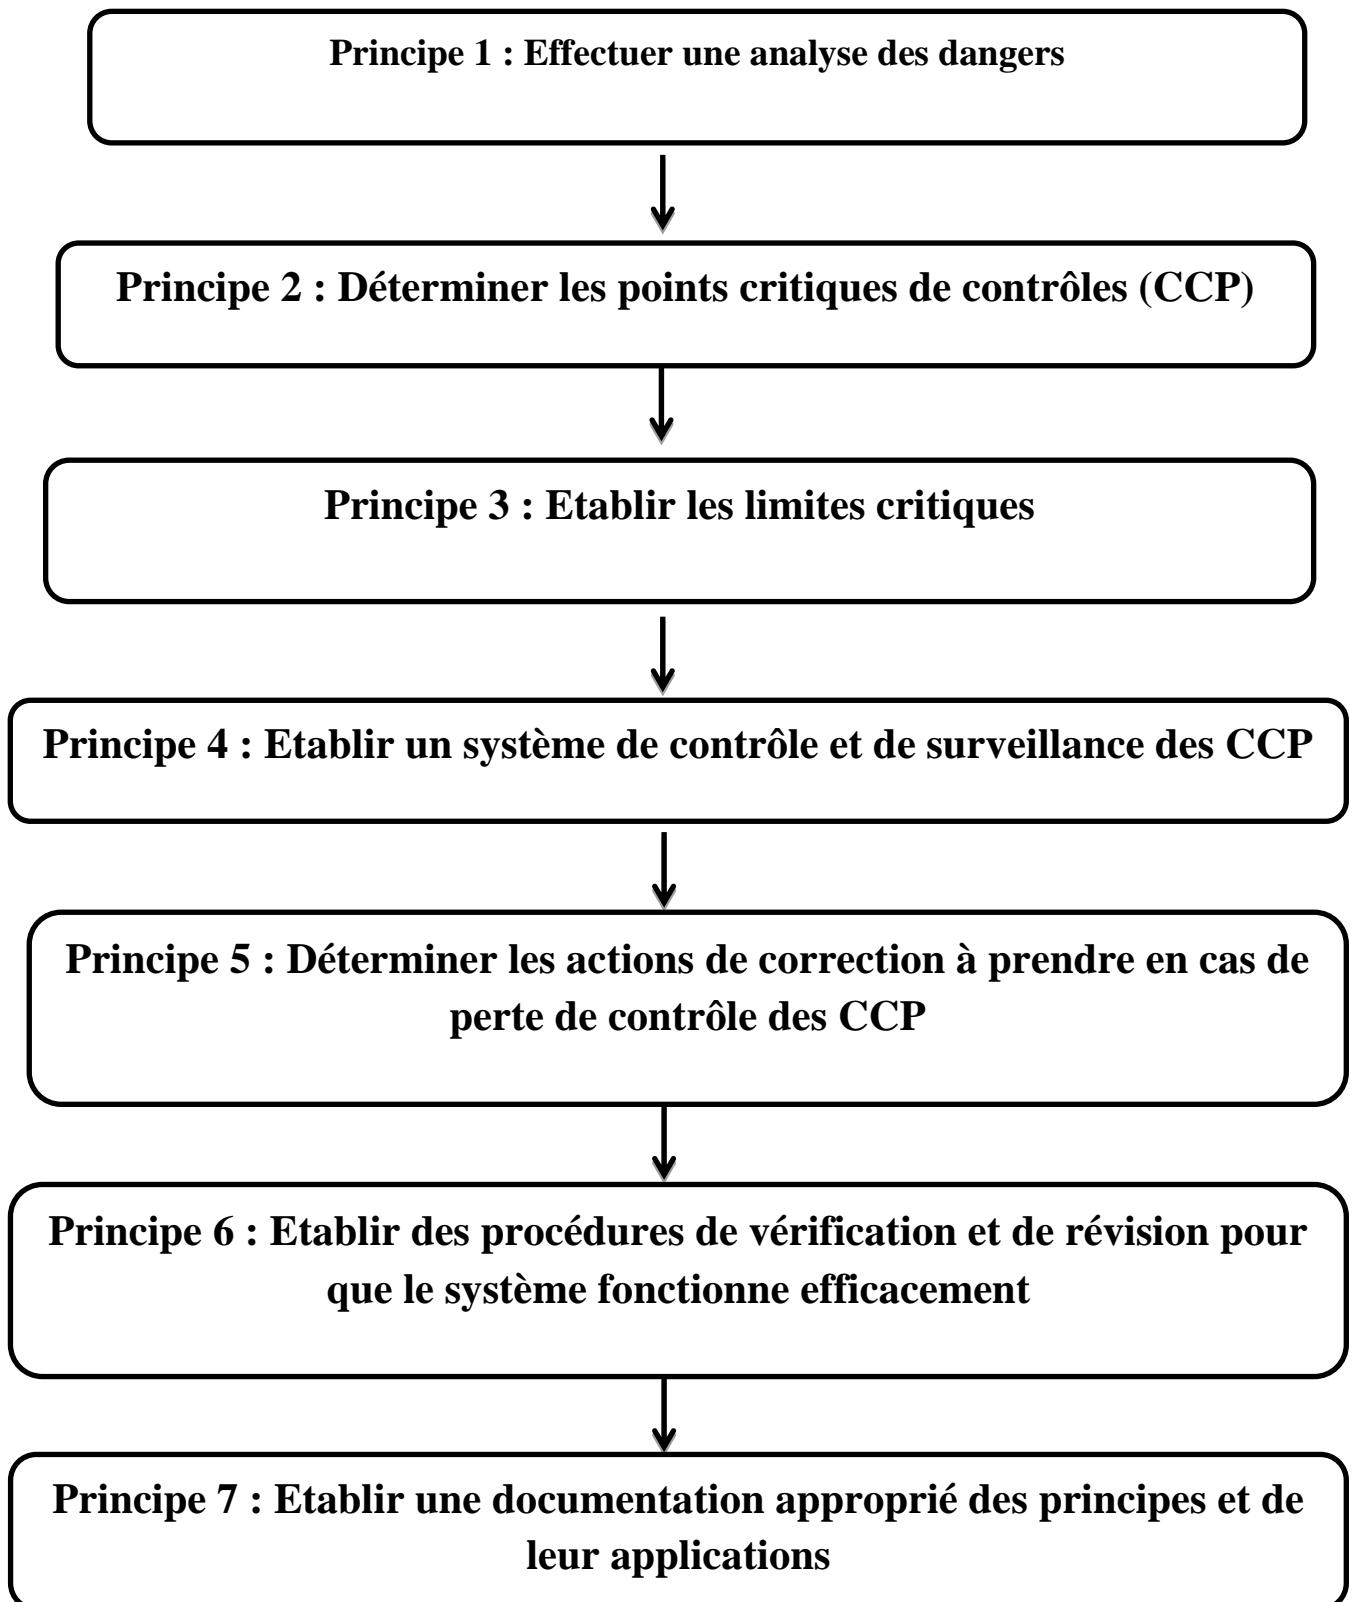 Principe 1 : Effectuer une analyse des dangers
Principe 2 : Déterminer les points critiques de contrôles (CCP)
Principe 3 : Etablir les limites critiques
Principe 4 : Etablir un système de contrôle et de surveillance des CCP
Principe 5 : Déterminer les actions de correction à prendre en cas de
perte de contrôle des CCP
Principe 6 : Etablir des procédures de vérification et de révision pour
que le système fonctionne efficacement
Principe 7 : Etablir une documentation approprié des principes et de
leur applications